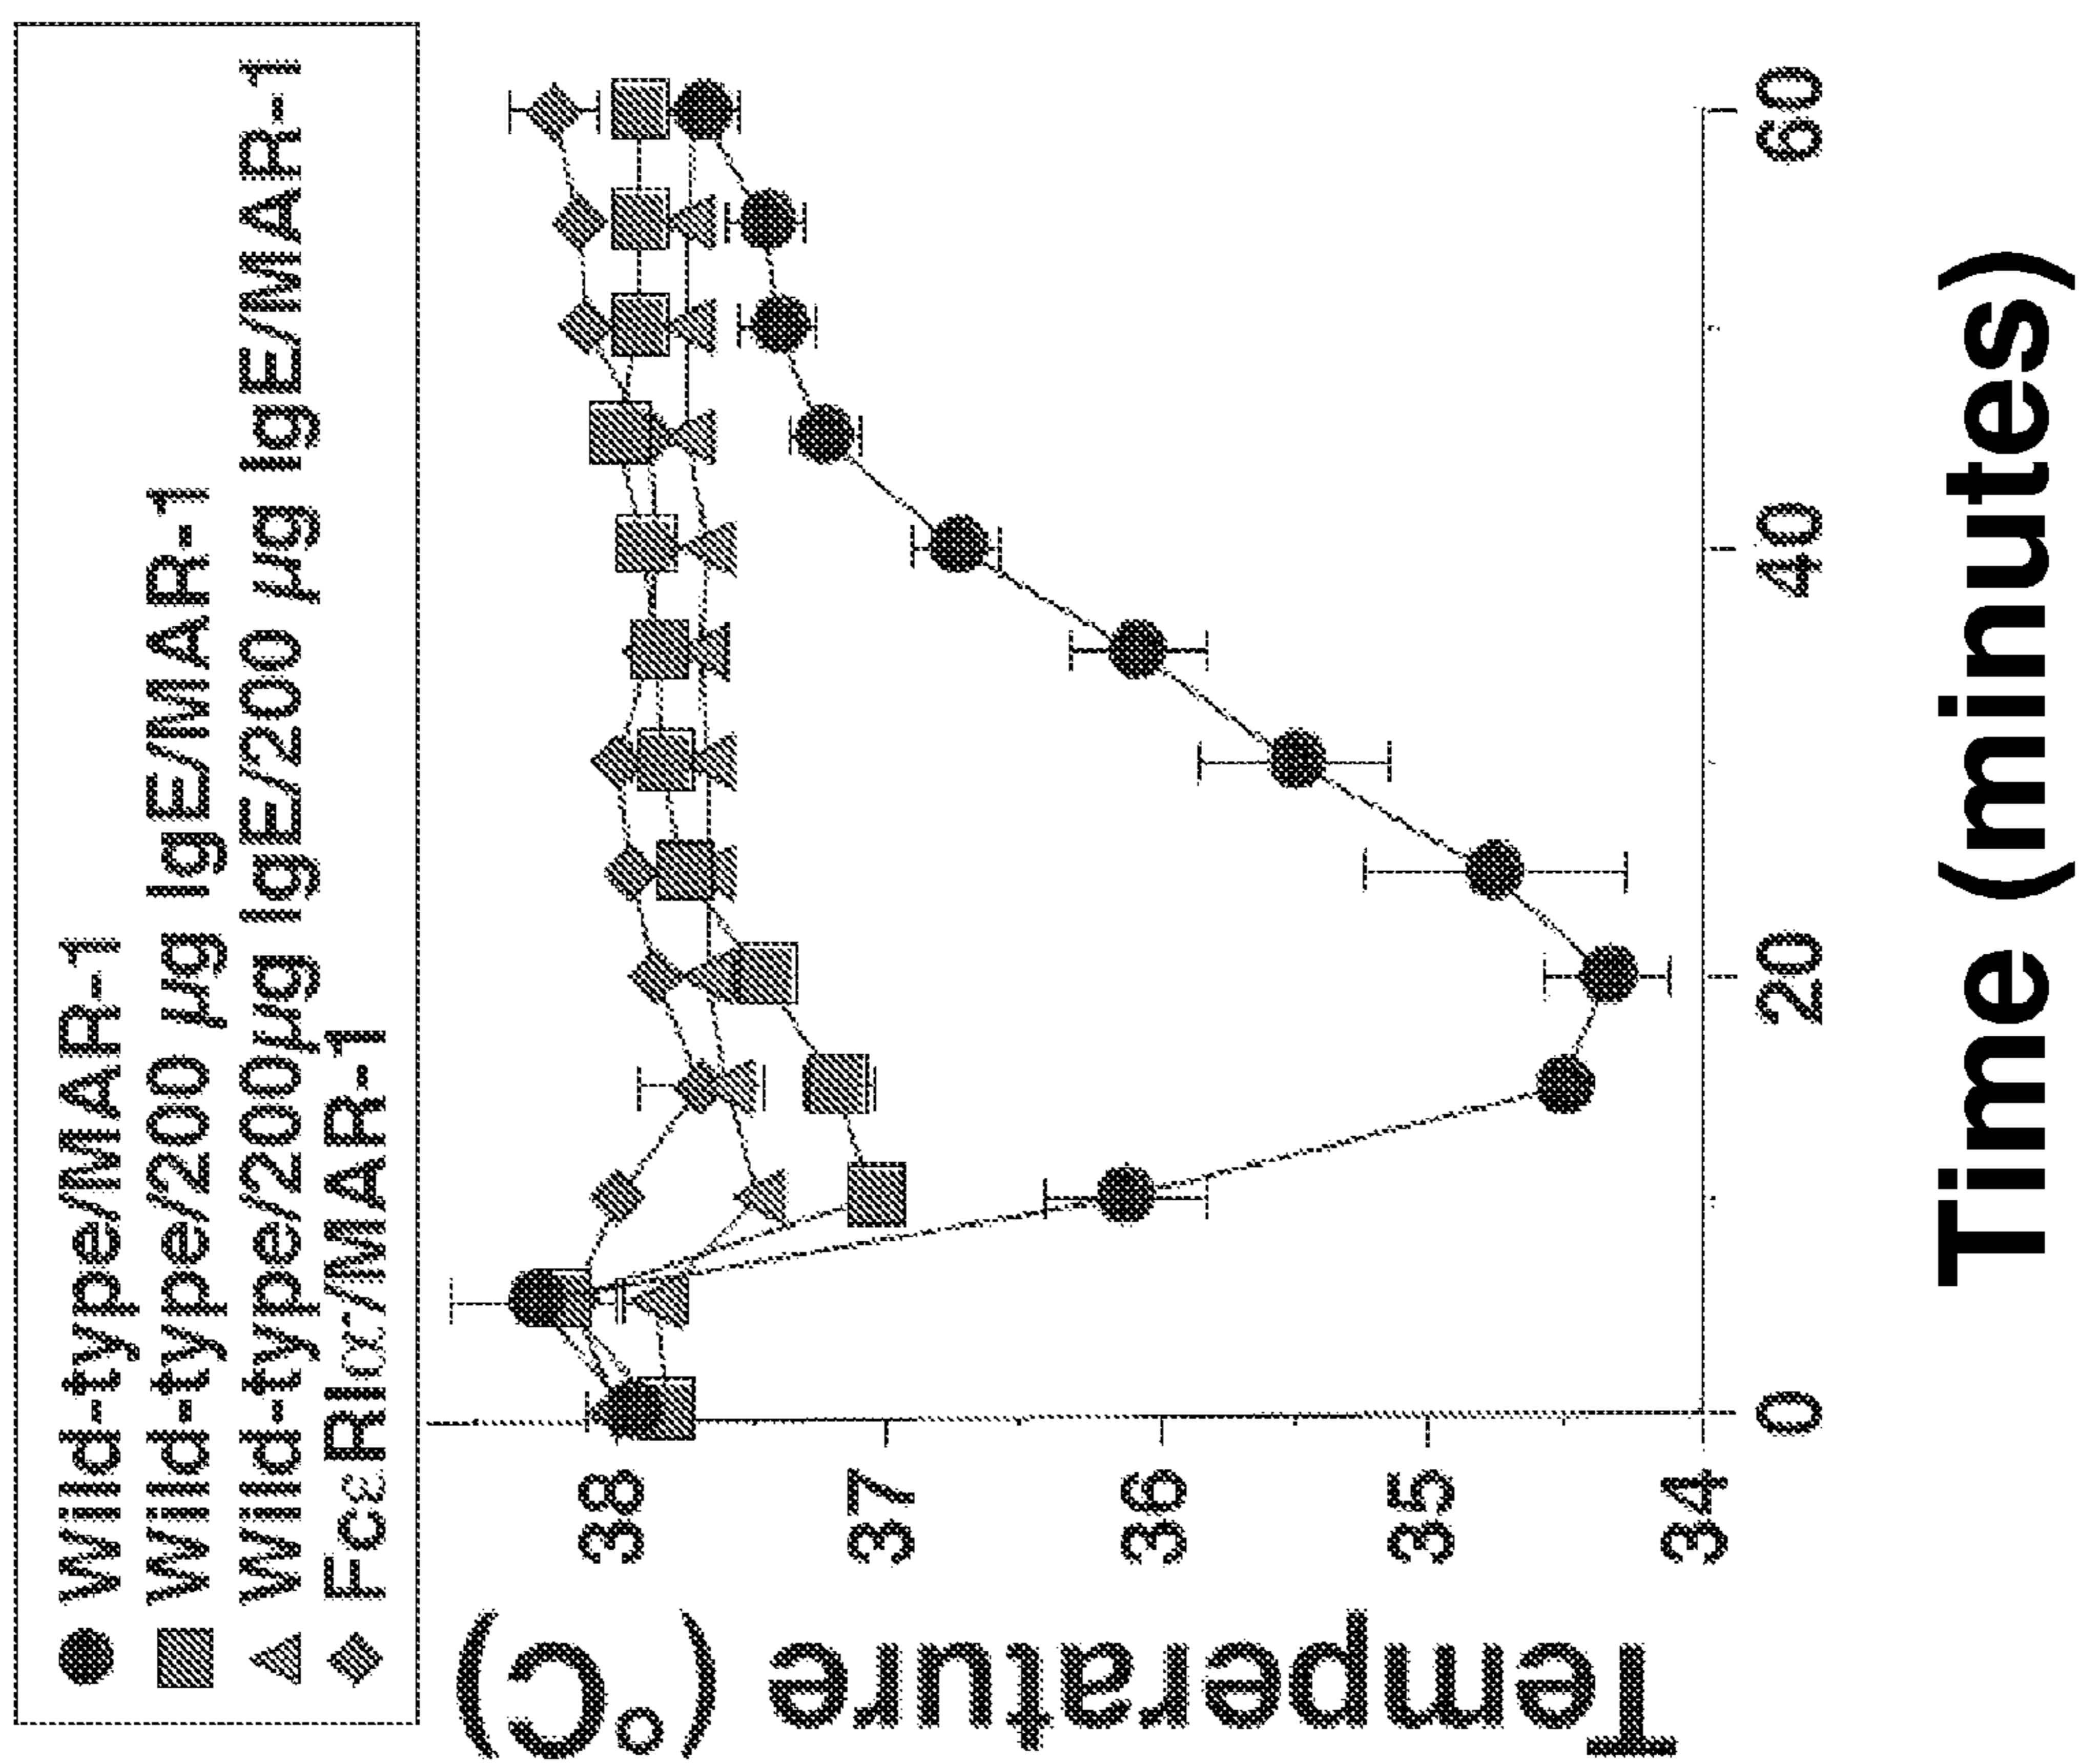 Wild-type/MAR-1
Wild-type/200 µg IgE/MAR-1
Wild-type/200µg IgE/200 µg IgE/MAR-1
FcεRIα⁻/MAR-1
Temperature (°C)
38
37
36
35
34
0
20
40
60
Time (minutes)